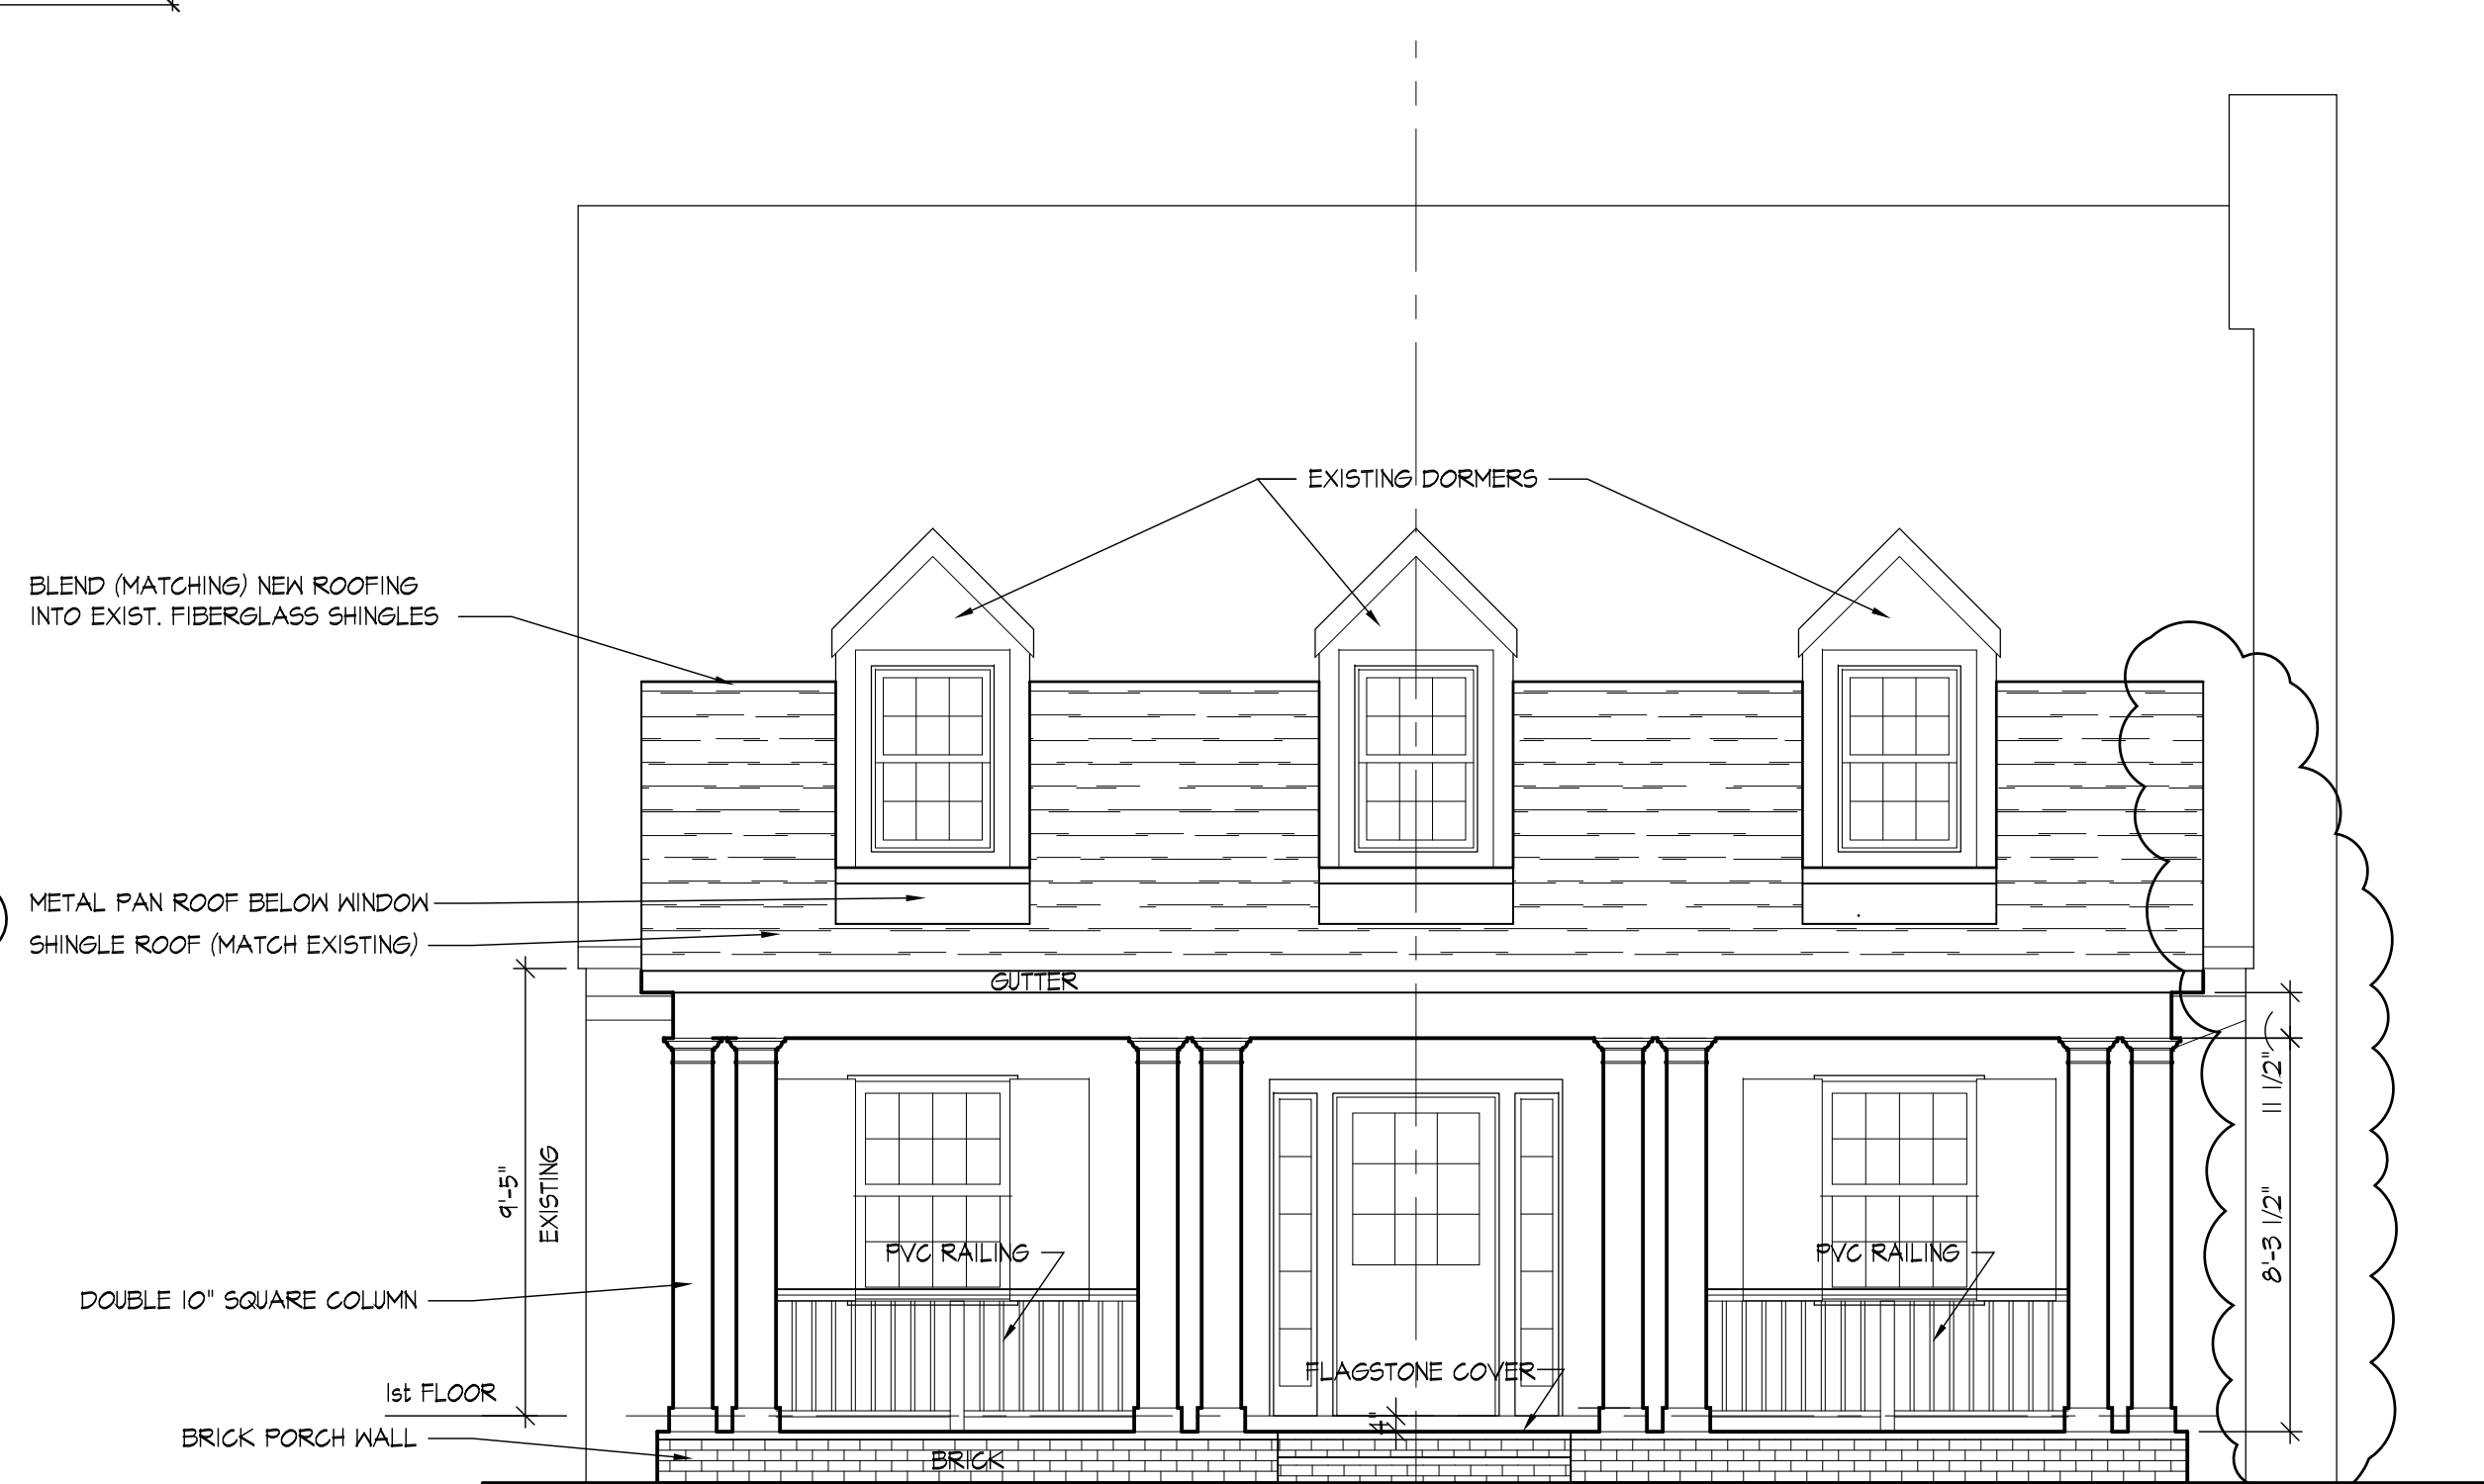 EXISTING DORMERS
BLEND (MATCHING) NEW ROOFING
INTO EXIST. FIBERGLASS SHINGLES
METAL PAN ROOF BELOW WINDOW
SHINGLE ROOF (MATCH EXISTING)
GUTTER
9'-5"
EXISTING
11 1/2"
8'-3 1/2"
PVC RAILING
PVC RAILING
DOUBLE 10" SQUARE COLUMN
FLAGSTONE COVER
1st FLOOR
4"
BRICK PORCH WALL
BRICK